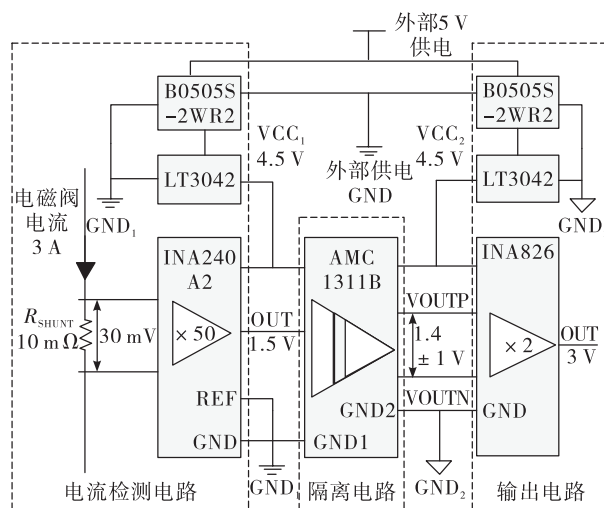 外部5 V
供电
B0505S
-2WR2
B0505S
-2WR2
VCC₁
4.5 V
VCC₂
4.5 V
LT3042
LT3042
外部供电
GND
电磁阀
电流
3 A
GND₁
GND
INA240
A2
AMC
1311B
INA826
R_SHUNT
10 mΩ
30 mV
× 50
OUT
1.5 V
VOUTP
1.4
± 1 V
× 2
OUT
3 V
REF
VOUTN
GND2
GND
GND
GND1
GND
GND₂
电流检测电路
隔离电路
输出电路